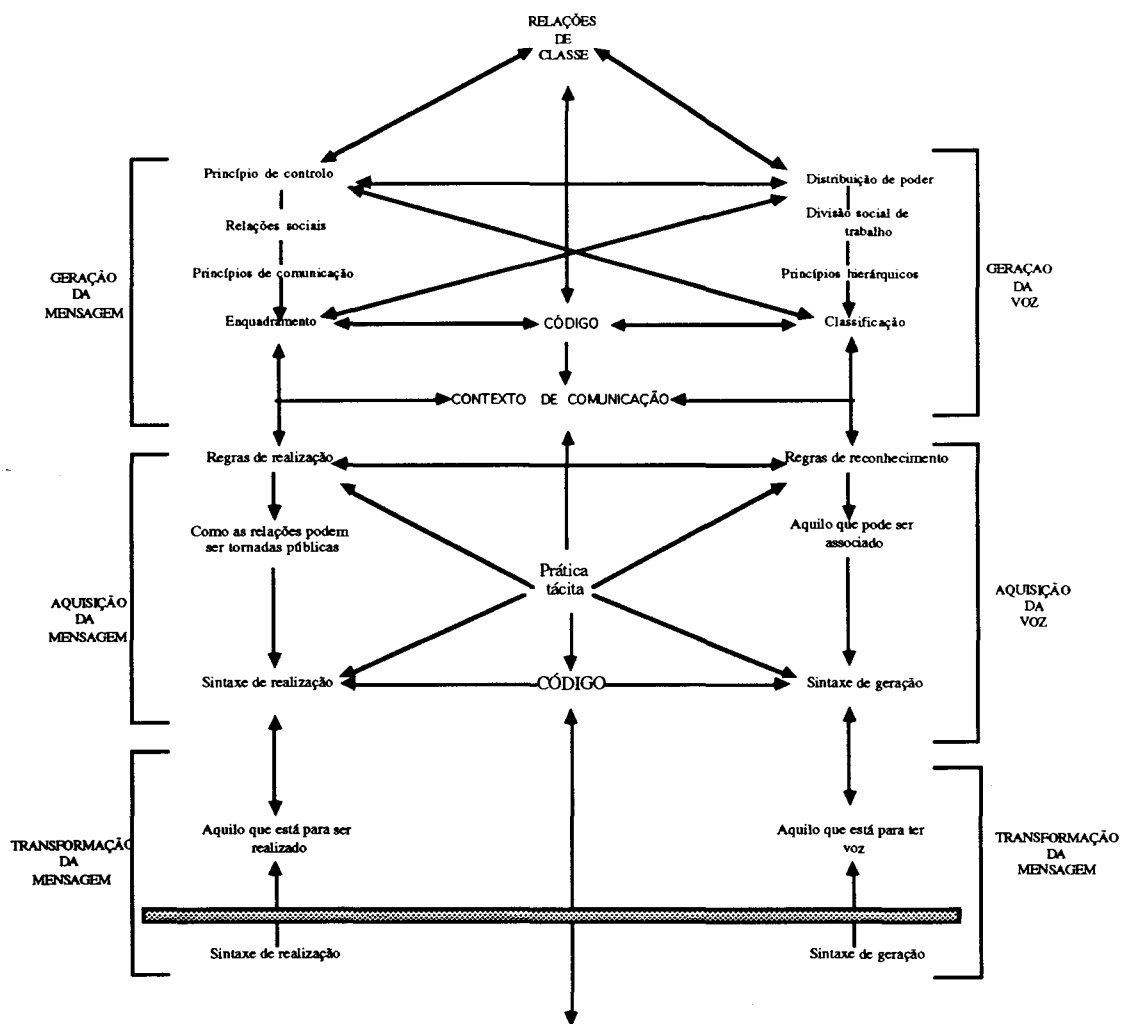 RELAÇÕES
DE
CLASSE
Princípio de controlo
Distribuição de poder
Relações sociais
Divisão social de
trabalho
GERAÇÃO
DA
MENSAGEM
Princípios de comunicação
Princípios hierárquicos
GERAÇAO
DA
VOZ
Enquadramento
CÓDIGO
Classificação
CONTEXTO DE COMUNICAÇÃO
Regras de realização
Regras de reconhecimento
Como as relações podem
ser tornadas públicas
Aquilo que pode ser
associado
AQUISIÇÃO
DA
MENSAGEM
Prática
tácita
AQUISIÇÃO
DA
VOZ
Sintaxe de realização
CÓDIGO
Sintaxe de geração
TRANSFORMAÇÃO
DA
MENSAGEM
Aquilo que está para ser
realizado
Aquilo que está para ter
voz
TRANSFORMAÇÃO
DA
MENSAGEM
Sintaxe de realização
Sintaxe de geração